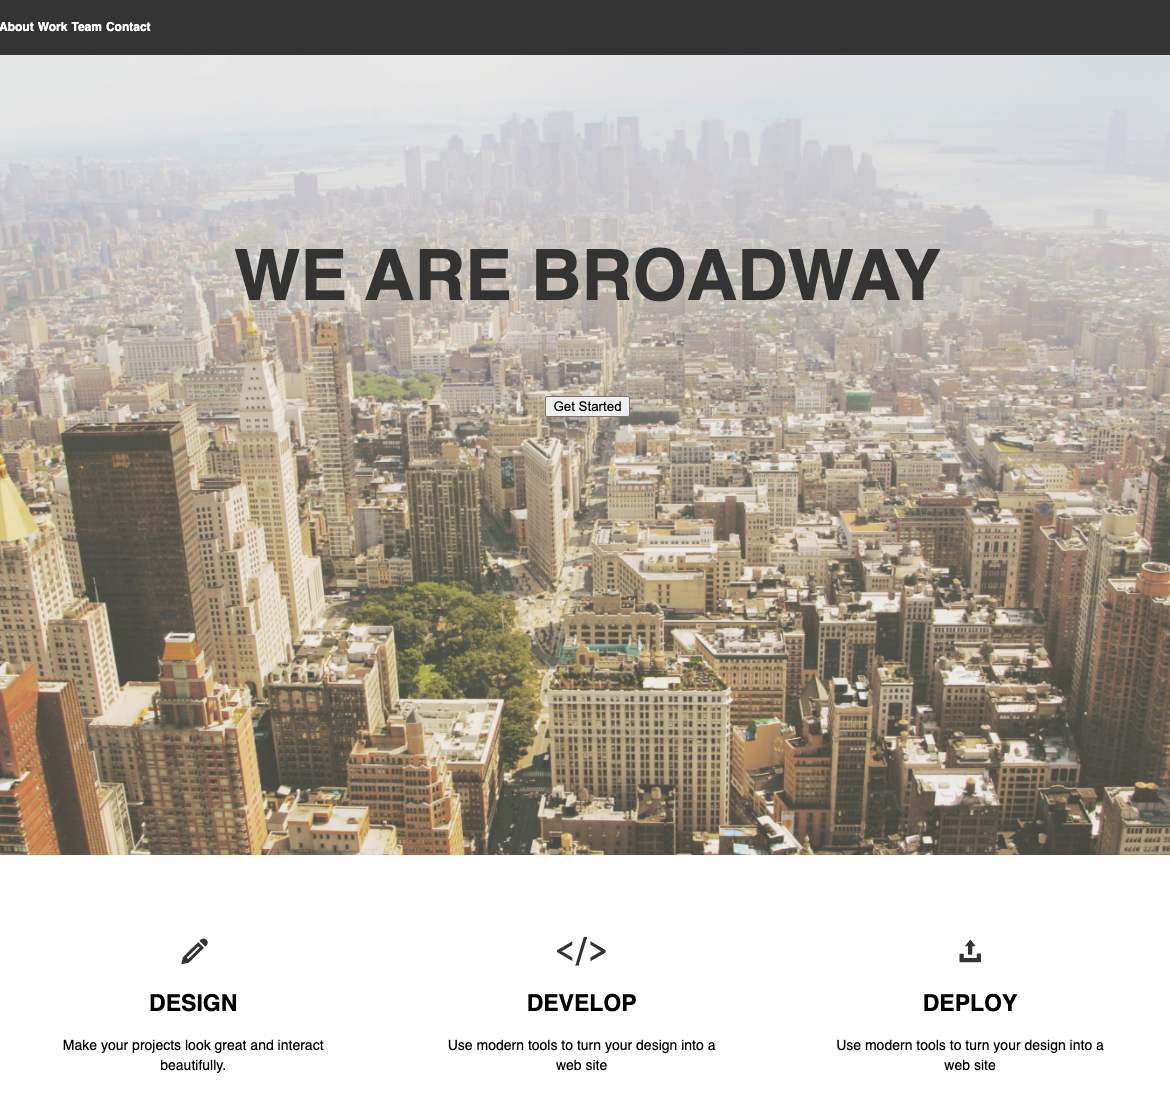 About Work Team Contact
WE ARE BROADWAY
Get Started
</>
DESIGN
DEVELOP
DEPLOY
Make your projects look great and interact
beautifully.
Use modern tools to turn your design into a
web site
Use modern tools to turn your design into a
web site